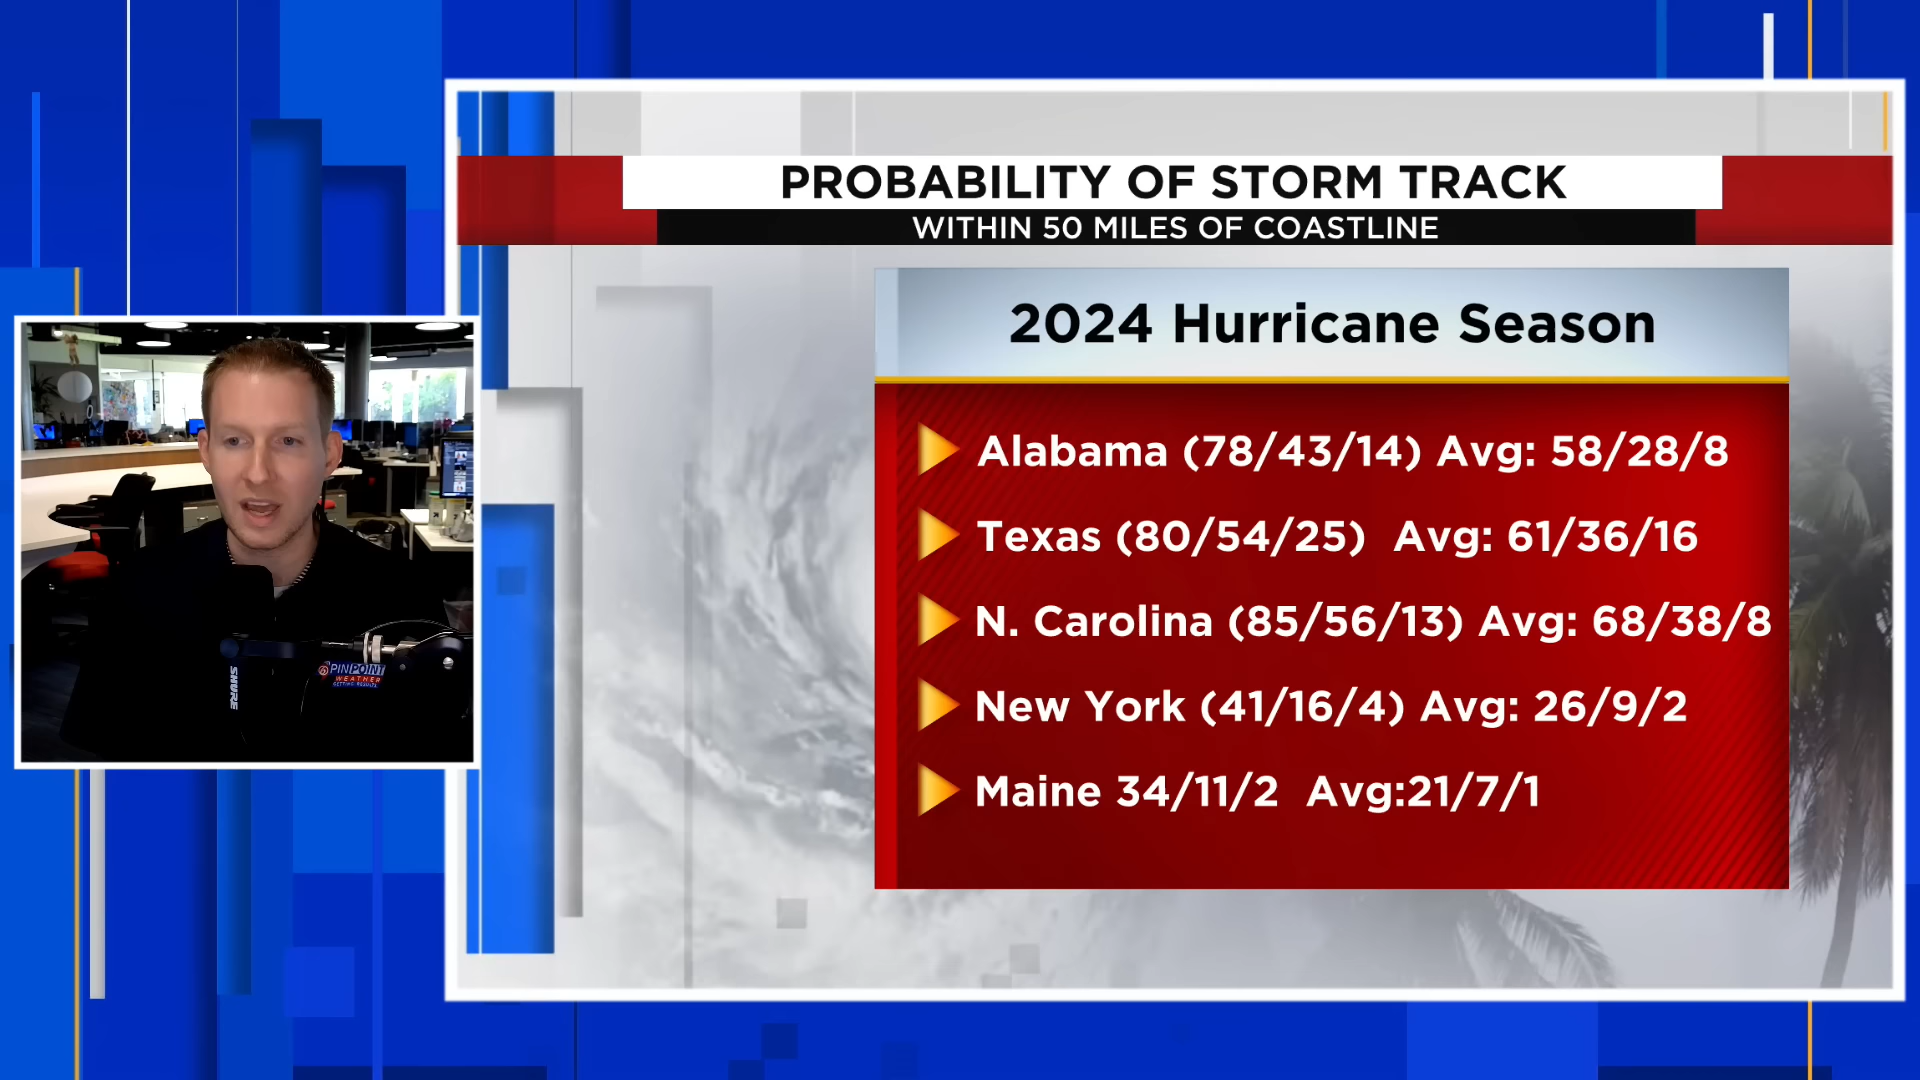 PROBABILITY OF STORM TRACK
WITHIN 50 MILES OF COASTLINE
2024 Hurricane Season
Alabama (78/43/14) Avg: 58/28/8
Texas (80/54/25) Avg: 61/36/16
N. Carolina (85/56/13) Avg: 68/38/8
New York (41/16/4) Avg: 26/9/2
Maine 34/11/2 Avg:21/7/1
SHURE
PINPOINT
WEATHER
GETTING RESULTS